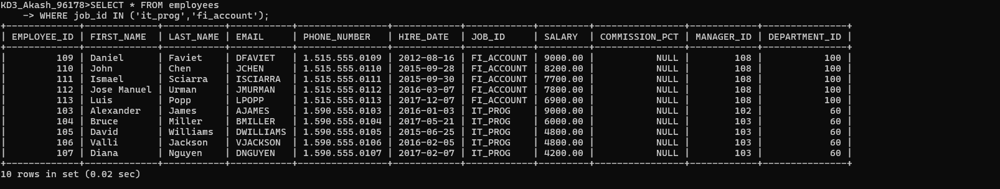 KD3_Akash_96178>SELECT * FROM employees
    -> WHERE job_id IN ('it_prog','fi_account');
+-------------+-------------+-----------+-----------+----------------+------------+------------+---------+----------------+------------+---------------+
| EMPLOYEE_ID | FIRST_NAME  | LAST_NAME | EMAIL     | PHONE_NUMBER   | HIRE_DATE  | JOB_ID     | SALARY  | COMMISSION_PCT | MANAGER_ID | DEPARTMENT_ID |
+-------------+-------------+-----------+-----------+----------------+------------+------------+---------+----------------+------------+---------------+
|         109 | Daniel      | Faviet    | DFAVIET   | 1.515.555.0109 | 2012-08-16 | FI_ACCOUNT | 9000.00 |           NULL |        108 |           100 |
|         110 | John        | Chen      | JCHEN     | 1.515.555.0110 | 2015-09-28 | FI_ACCOUNT | 8200.00 |           NULL |        108 |           100 |
|         111 | Ismael      | Sciarra   | ISCIARRA  | 1.515.555.0111 | 2015-09-30 | FI_ACCOUNT | 7700.00 |           NULL |        108 |           100 |
|         112 | Jose Manuel | Urman     | JMURMAN   | 1.515.555.0112 | 2016-03-07 | FI_ACCOUNT | 7800.00 |           NULL |        108 |           100 |
|         113 | Luis        | Popp      | LPOPP     | 1.515.555.0113 | 2017-12-07 | FI_ACCOUNT | 6900.00 |           NULL |        108 |           100 |
|         103 | Alexander   | James     | AJAMES    | 1.590.555.0103 | 2016-01-03 | IT_PROG    | 9000.00 |           NULL |        102 |            60 |
|         104 | Bruce       | Miller    | BMILLER   | 1.590.555.0104 | 2017-05-21 | IT_PROG    | 6000.00 |           NULL |        103 |            60 |
|         105 | David       | Williams  | DWILLIAMS | 1.590.555.0105 | 2015-06-25 | IT_PROG    | 4800.00 |           NULL |        103 |            60 |
|         106 | Valli       | Jackson   | VJACKSON  | 1.590.555.0106 | 2016-02-05 | IT_PROG    | 4800.00 |           NULL |        103 |            60 |
|         107 | Diana       | Nguyen    | DNGUYEN   | 1.590.555.0107 | 2017-02-07 | IT_PROG    | 4200.00 |           NULL |        103 |            60 |
+-------------+-------------+-----------+-----------+----------------+------------+------------+---------+----------------+------------+---------------+
10 rows in set (0.02 sec)